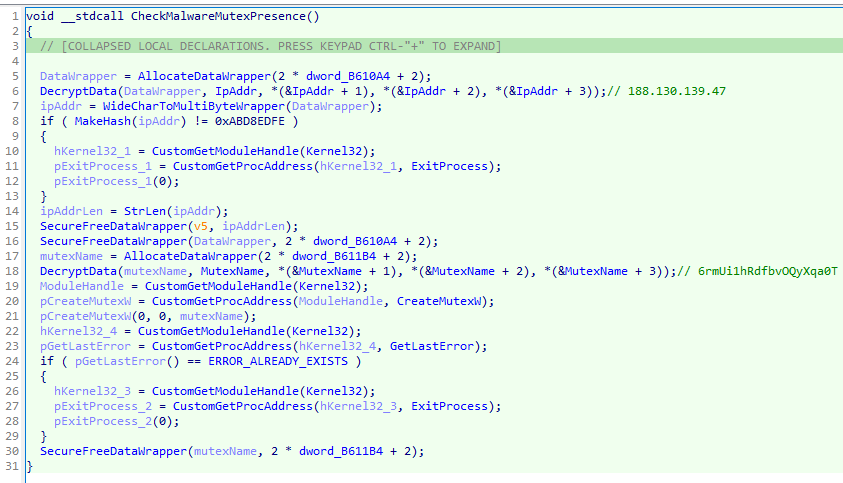 1 void __stdcall CheckMalwareMutexPresence()
2 {
3 // [COLLAPSED LOCAL DECLARATIONS. PRESS KEYPAD CTRL-"+" TO EXPAND]
4
5 DataWrapper = AllocateDataWrapper(2 * dword_B610A4 + 2);
6 DecryptData(DataWrapper, IpAddr, *(&IpAddr + 1), *(&IpAddr + 2), *(&IpAddr + 3));// 188.130.139.47
7 ipAddr = WideCharToMultiByteWrapper(DataWrapper);
8 if ( MakeHash(ipAddr) != 0xABD8EDFE )
9 {
10 hKernel32_1 = CustomGetModuleHandle(Kernel32);
11 pExitProcess_1 = CustomGetProcAddress(hKernel32_1, ExitProcess);
12 pExitProcess_1(0);
13 }
14 ipAddrLen = StrLen(ipAddr);
15 SecureFreeDataWrapper(v5, ipAddrLen);
16 SecureFreeDataWrapper(DataWrapper, 2 * dword_B610A4 + 2);
17 mutexName = AllocateDataWrapper(2 * dword_B611B4 + 2);
18 DecryptData(mutexName, MutexName, *(&MutexName + 1), *(&MutexName + 2), *(&MutexName + 3));// 6rmUi1hRdfbvOQyXqa0T
19 ModuleHandle = CustomGetModuleHandle(Kernel32);
20 pCreateMutexW = CustomGetProcAddress(ModuleHandle, CreateMutexW);
21 pCreateMutexW(0, 0, mutexName);
22 hKernel32_4 = CustomGetModuleHandle(Kernel32);
23 pGetLastError = CustomGetProcAddress(hKernel32_4, GetLastError);
24 if ( pGetLastError() == ERROR_ALREADY_EXISTS )
25 {
26 hKernel32_3 = CustomGetModuleHandle(Kernel32);
27 pExitProcess_2 = CustomGetProcAddress(hKernel32_3, ExitProcess);
28 pExitProcess_2(0);
29 }
30 SecureFreeDataWrapper(mutexName, 2 * dword_B611B4 + 2);
31 }